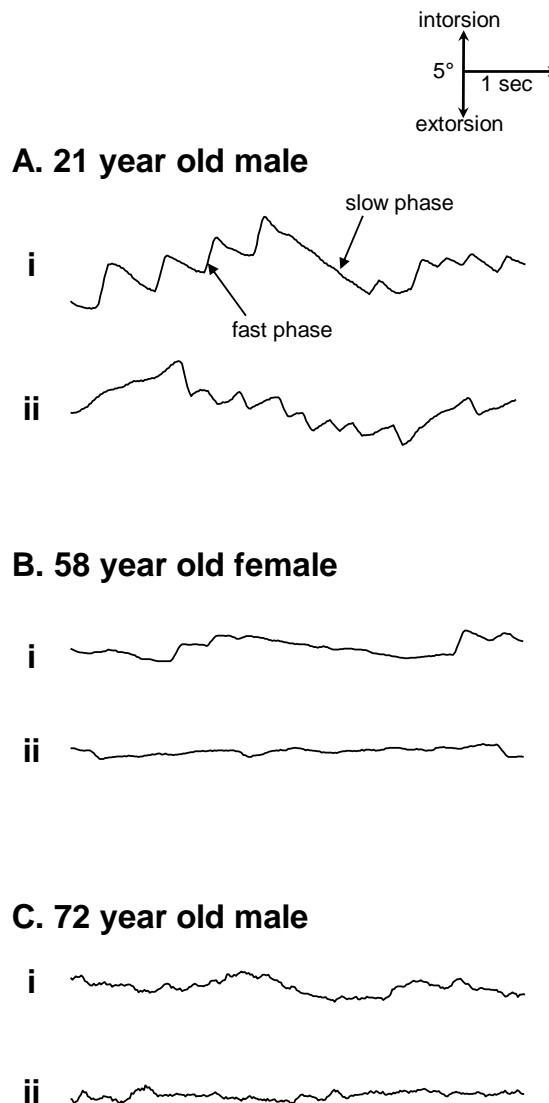 intorsion
5°
1 sec
extorsion
A. 21 year old male
slow phase
i
fast phase
ii
B. 58 year old female
i
ii
C. 72 year old male
i
ii